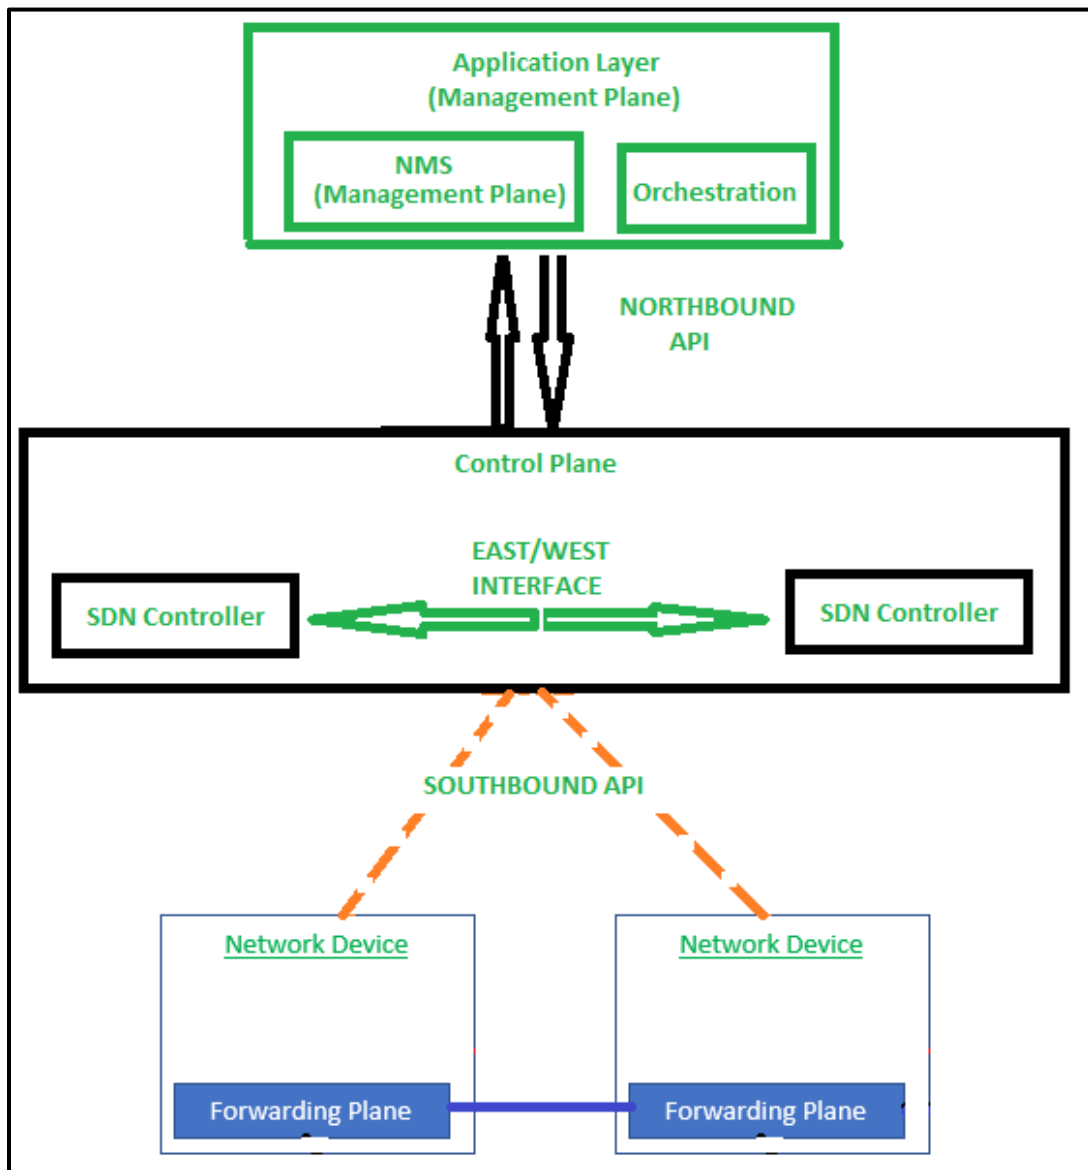 Application Layer
(Management Plane)
NMS
(Management Plane)
Orchestration
NORTHBOUND
API
Control Plane
EAST/WEST
INTERFACE
SDN Controller
SDN Controller
SOUTHBOUND API
Network Device
Network Device
Forwarding Plane
Forwarding Plane